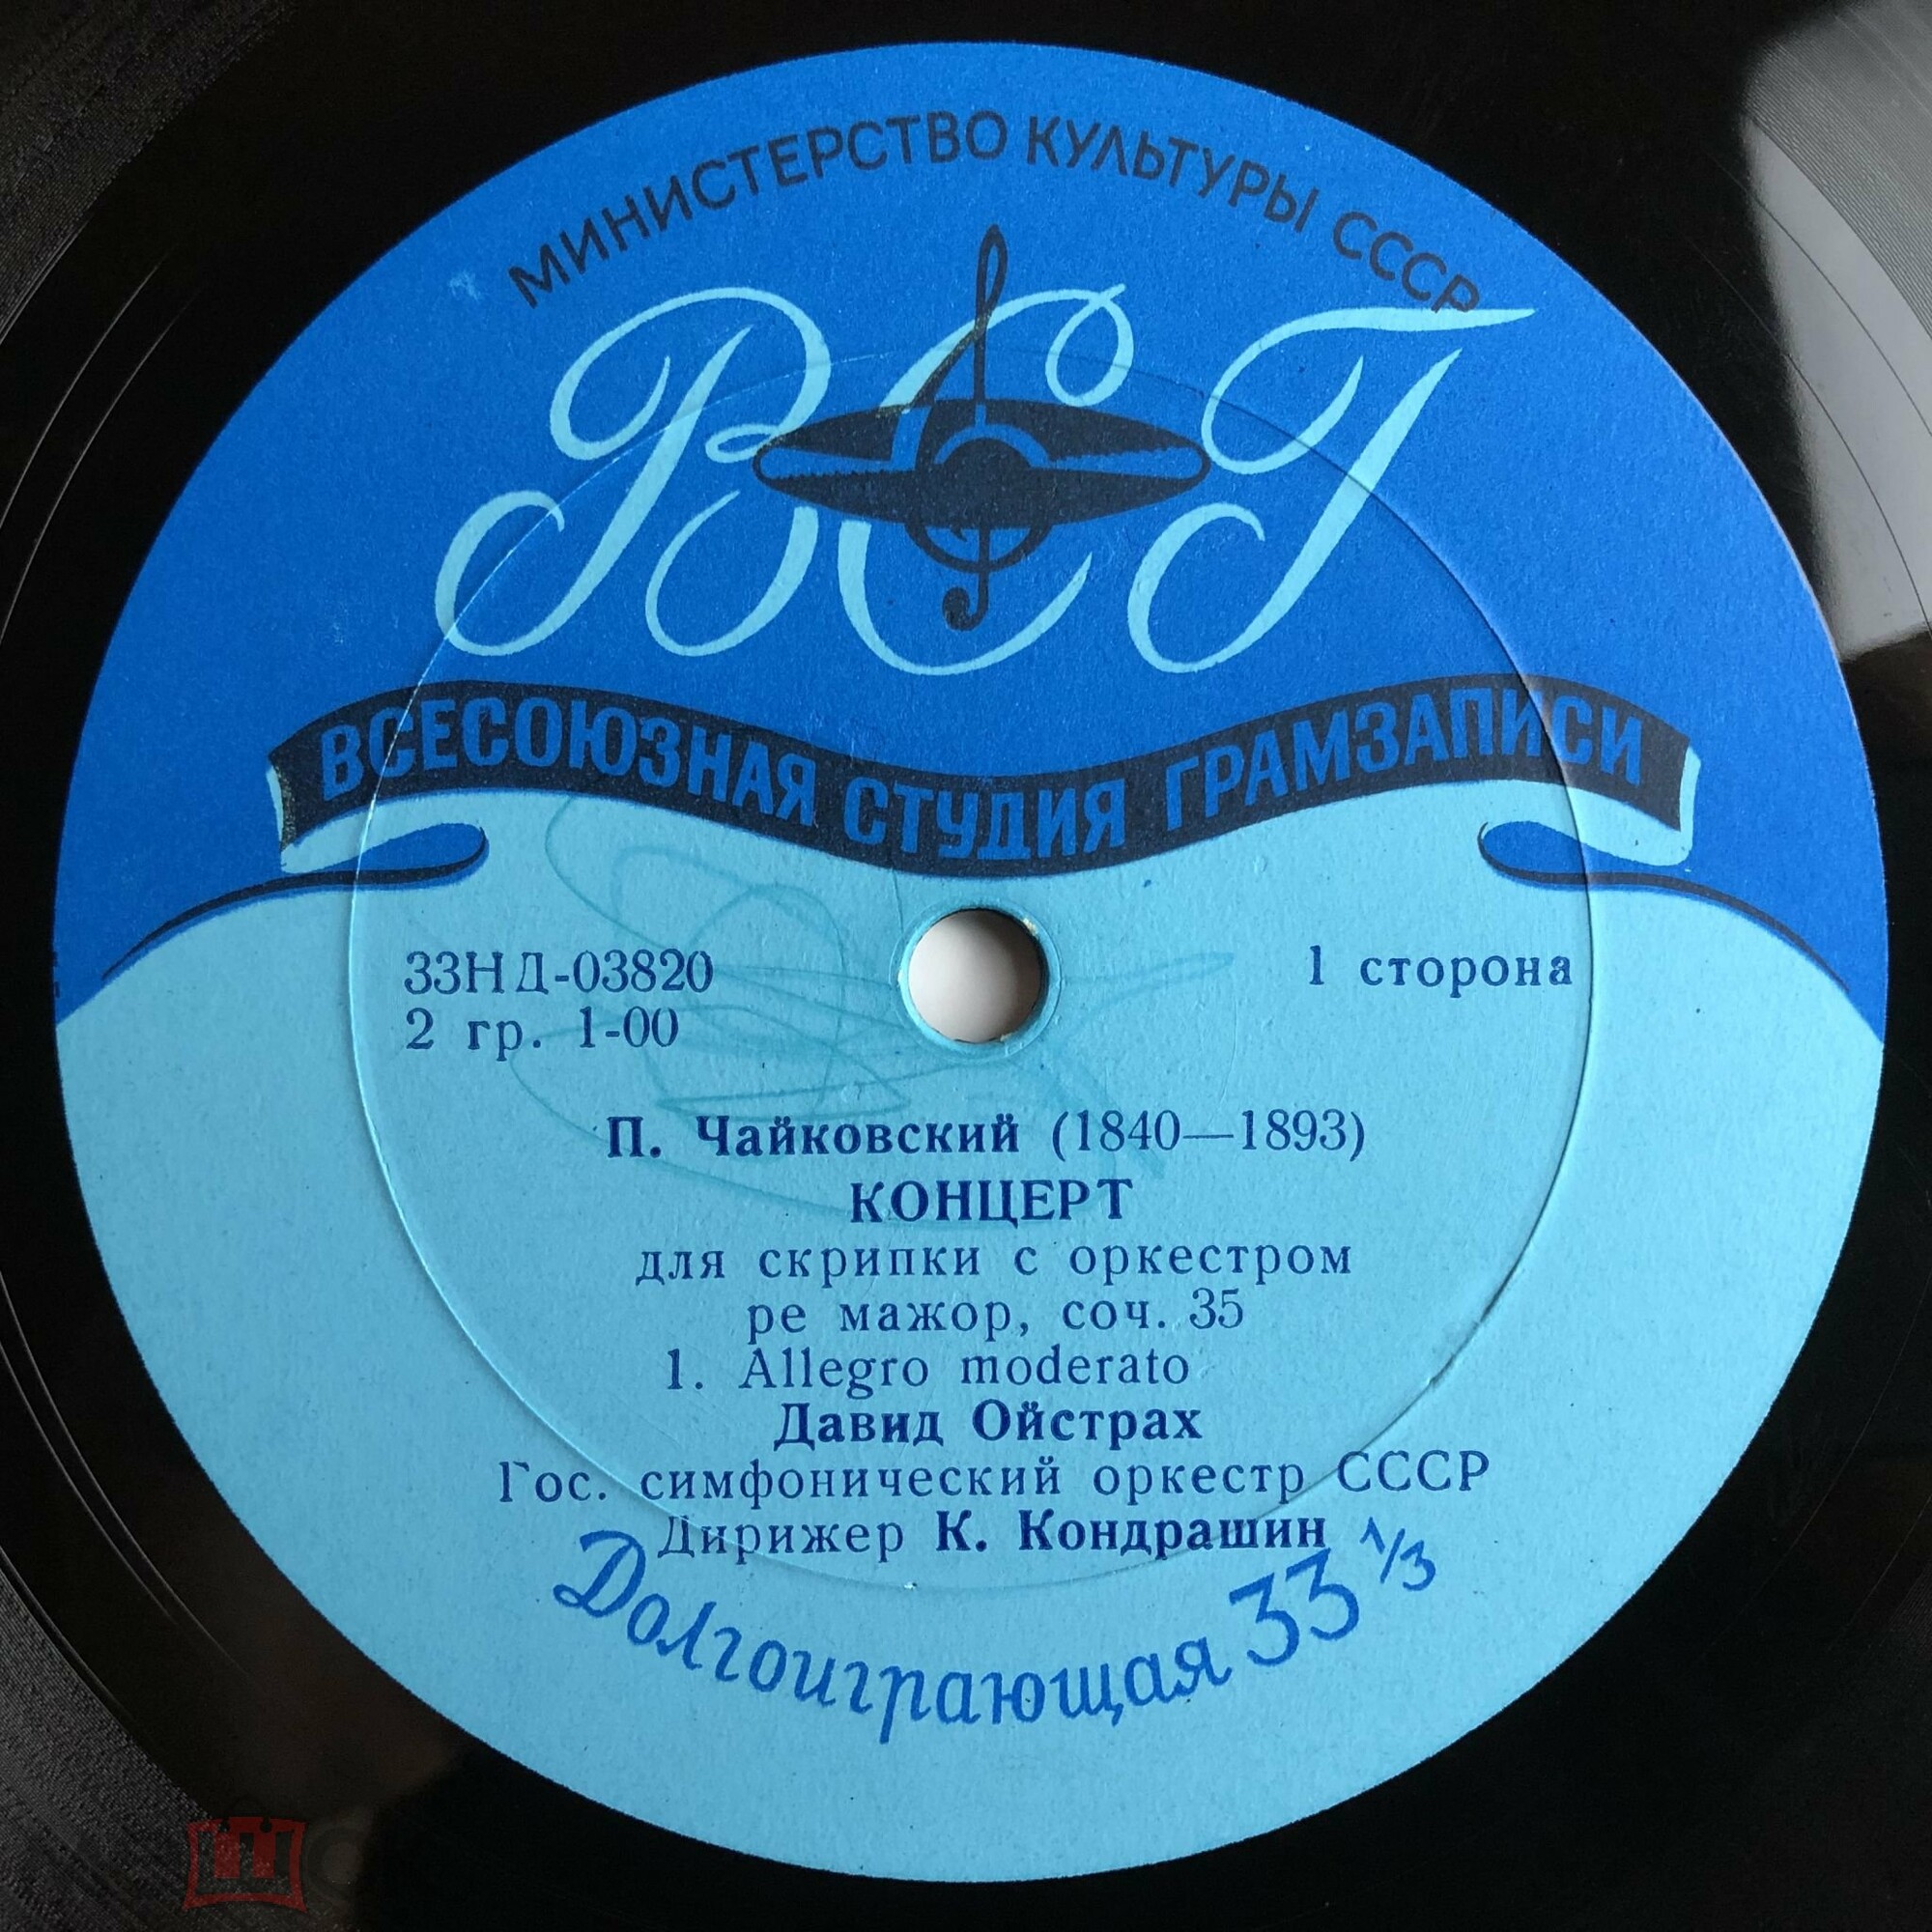 МИНИСТЕРСТВО КУЛЬТУРЫ СССР
ВСГ
ВСЕСОЮЗНАЯ СТУДИЯ ГРАМЗАПИСИ
33НД-03820
1 сторона
2 гр. 1-00
П. Чайковский (1840—1893)
КОНЦЕРТ
для скрипки с оркестром
ре мажор, соч. 35
1. Allegro moderato
Давид Ойстрах
Гос. симфонический оркестр СССР
Дирижер К. Кондрашин
Долгоиграющая 33 1/3